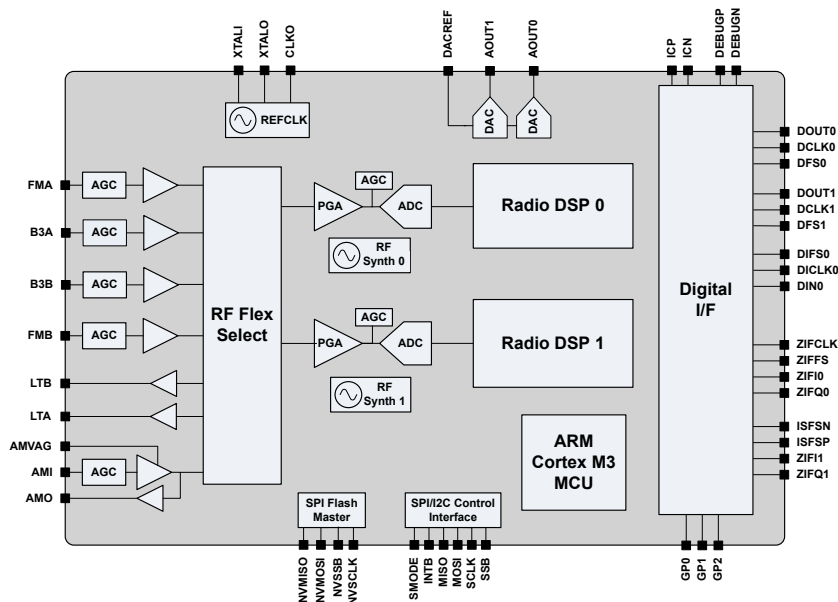 XTALI
XTALO
CLKO
DACREF
AOUT1
AOUT0
ICP
ICN
DEBUGP
DEBUGN
REFCLK
DAC
DAC
FMA
AGC
B3A
AGC
B3B
AGC
FMB
AGC
LTB
LTA
AMVAG
AMI
AGC
AMO
RF Flex
Select
PGA
AGC
ADC
RF
Synth 0
Radio DSP 0
PGA
AGC
ADC
RF
Synth 1
Radio DSP 1
ARM
Cortex M3
MCU
Digital
I/F
DOUT0
DCLK0
DFS0
DOUT1
DCLK1
DFS1
DIFS0
DICLK0
DIN0
ZIFCLK
ZIFFS
ZIFI0
ZIFQ0
ISFSN
ISFSP
ZIFI1
ZIFQ1
SPI Flash
Master
SPI/I2C Control
Interface
NVMISO
NVMOSI
NVSSB
NVSCLK
SMODE
INTB
MISO
MOSI
SCLK
SSB
GP0
GP1
GP2